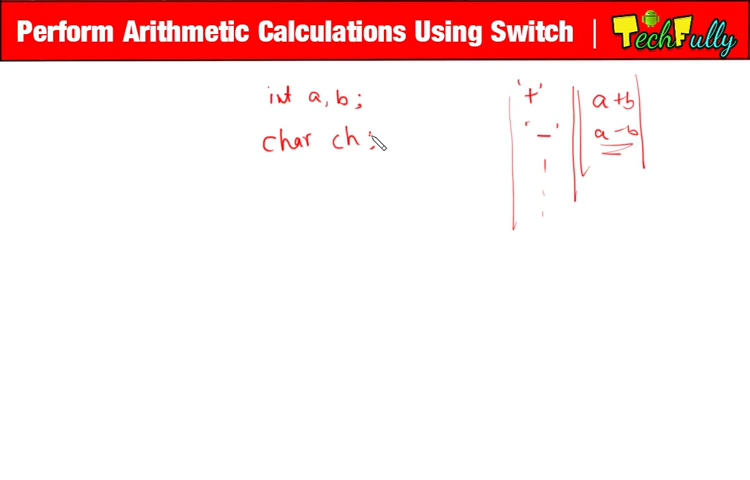 Perform Arithmetic Calculations Using Switch | TechFully
int a, b;
char ch;
'+'
'-'
a+b
a-b